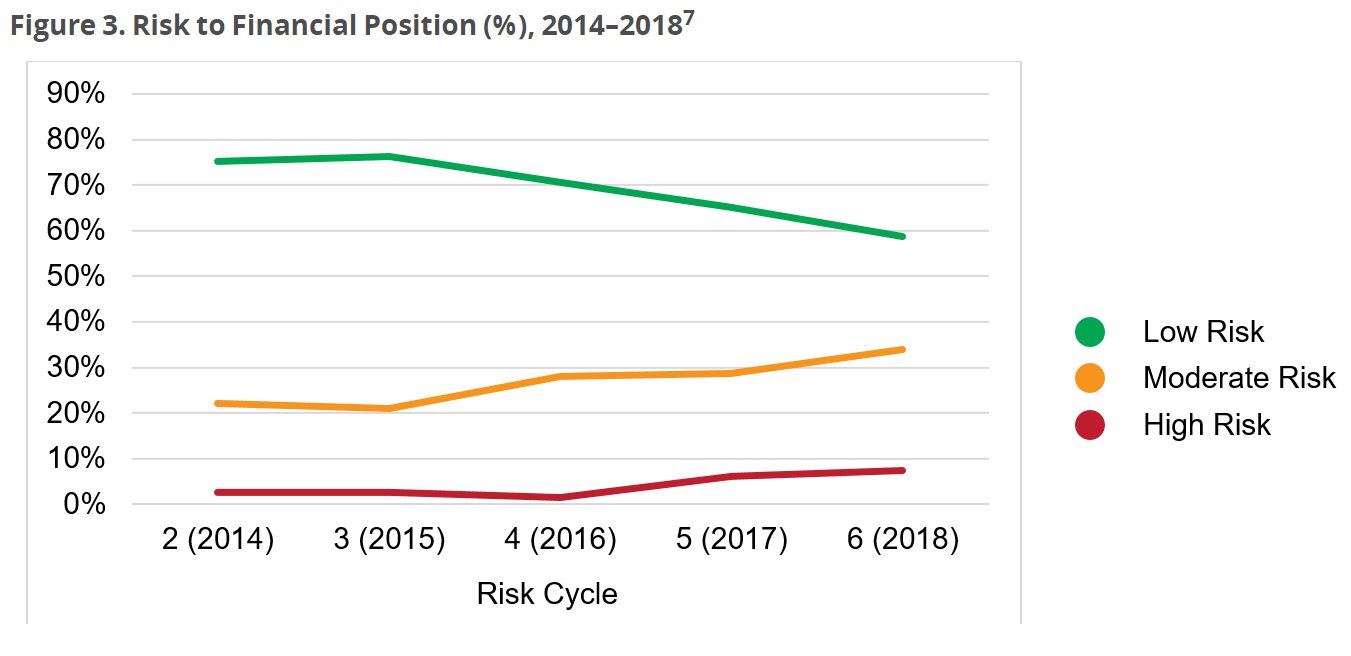 Figure 3. Risk to Financial Position (%), 2014–2018⁷
90%
80%
70%
60%
50%
40%
30%
20%
10%
0%
2 (2014) 3 (2015) 4 (2016) 5 (2017) 6 (2018)
Risk Cycle
Low Risk
Moderate Risk
High Risk